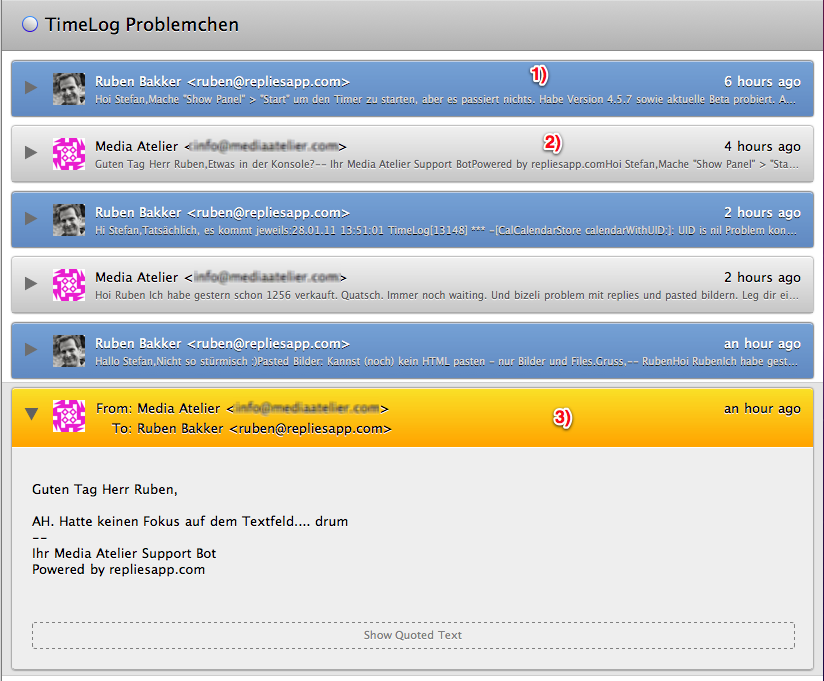 TimeLog Problemchen
1)
Ruben Bakker <ruben@repliesapp.com>
6 hours ago
Hoi Stefan,Mache "Show Panel" > "Start" um den Timer zu starten, aber es passiert nichts. Habe Version 4.5.7 sowie aktuelle Beta probiert. A...
2)
Media Atelier <info@mediaatelier.com>
4 hours ago
Guten Tag Herr Ruben,Etwas in der Konsole?-- Ihr Media Atelier Support BotPowered by repliesapp.comHoi Stefan,Mache "Show Panel" > "Sta...
Ruben Bakker <ruben@repliesapp.com>
2 hours ago
Hi Stefan,Tatsächlich, es kommt jeweils:28.01.11 13:51:01 TimeLog[13148] *** -[CalCalendarStore calendarWithUID:]; UID is nil Problem kon...
Media Atelier <info@mediaatelier.com>
2 hours ago
Hoi Ruben Ich habe gestern schon 1256 verkauft. Quatsch. Immer noch waiting. Und bizeli problem mit replies und pasted bildern. Leg dir ei...
Ruben Bakker <ruben@repliesapp.com>
an hour ago
Hallo Stefan,Nicht so stürmisch :)Pasted Bilder: Kannst (noch) kein HTML pasten - nur Bilder und Files.Gruss,-- RubenHoi RubenIch habe gest...
From: Media Atelier <info@mediaatelier.com>
an hour ago
3)
To: Ruben Bakker <ruben@repliesapp.com>
Guten Tag Herr Ruben,
AH. Hatte keinen Fokus auf dem Textfeld.... drum
--
Ihr Media Atelier Support Bot
Powered by repliesapp.com
Show Quoted Text